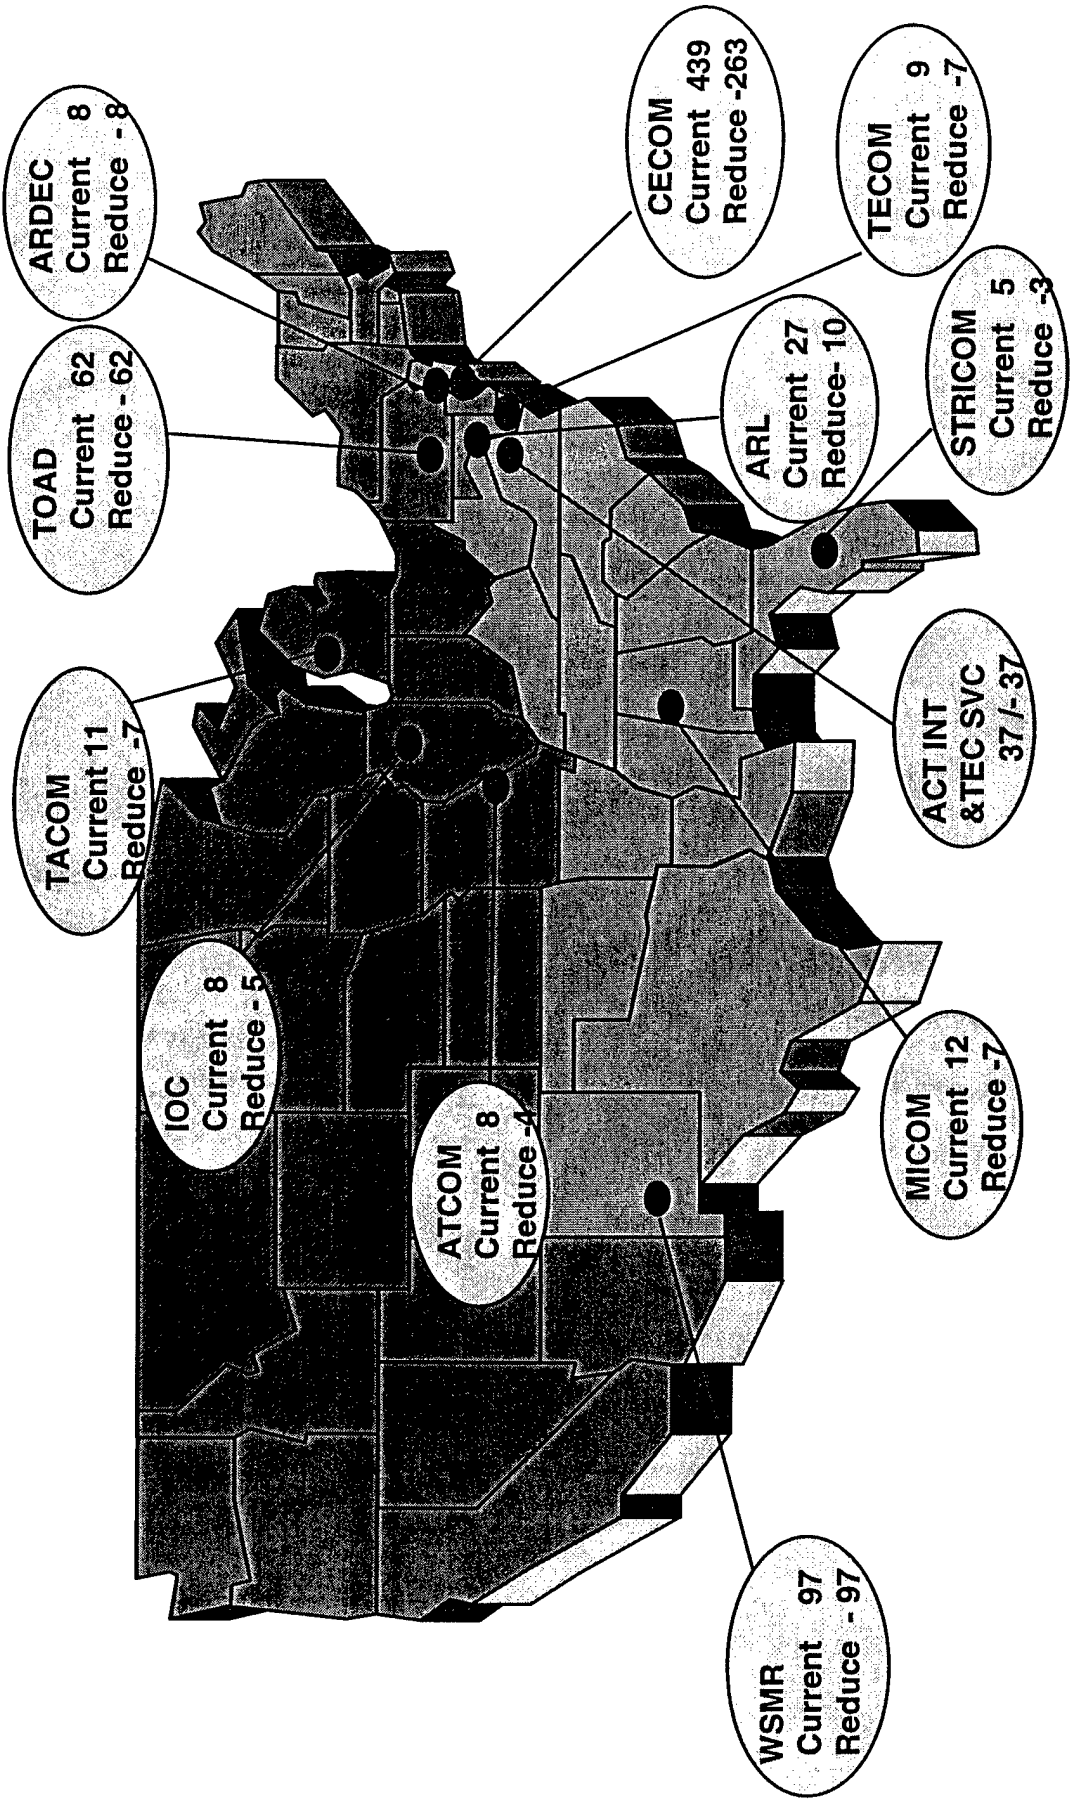 ARDEC
Current 8
Reduce - 8
TOAD
Current 62
Reduce - 62
TACOM
Current 11
Reduce -7
IOC
Current 8
Reduce - 5
ATCOM
Current 8
Reduce -4
WSMR
Current 97
Reduce - 97
MICOM
Current 12
Reduce -7
ACT INT
&TEC SVC
37 /-37
STRICOM
Current 5
Reduce -3
ARL
Current 27
Reduce- 10
TECOM
Current 9
Reduce -7
CECOM
Current 439
Reduce -263